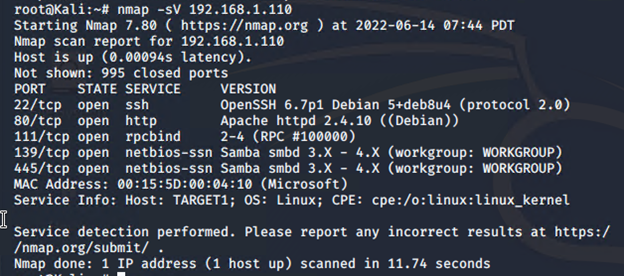 root@Kali:~# nmap -sV 192.168.1.110
Starting Nmap 7.80 ( https://nmap.org ) at 2022-06-14 07:44 PDT
Nmap scan report for 192.168.1.110
Host is up (0.00094s latency).
Not shown: 995 closed ports
PORT    STATE SERVICE     VERSION
22/tcp  open  ssh         OpenSSH 6.7p1 Debian 5+deb8u4 (protocol 2.0)
80/tcp  open  http        Apache httpd 2.4.10 ((Debian))
111/tcp open  rpcbind     2-4 (RPC #100000)
139/tcp open  netbios-ssn Samba smbd 3.X - 4.X (workgroup: WORKGROUP)
445/tcp open  netbios-ssn Samba smbd 3.X - 4.X (workgroup: WORKGROUP)
MAC Address: 00:15:5D:00:04:10 (Microsoft)
Service Info: Host: TARGET1; OS: Linux; CPE: cpe:/o:linux:linux_kernel

Service detection performed. Please report any incorrect results at https:/
/nmap.org/submit/ .
Nmap done: 1 IP address (1 host up) scanned in 11.74 seconds